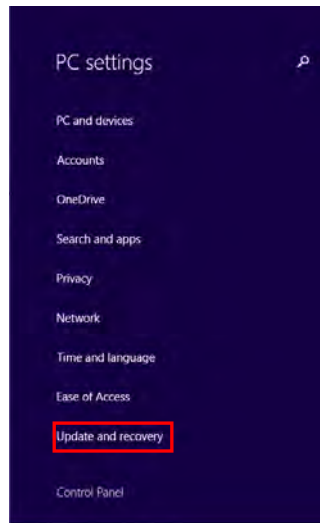 PC settings
PC and devices
Accounts
OneDrive
Search and apps
Privacy
Network
Time and language
Ease of Access
Update and recovery
Control Panel